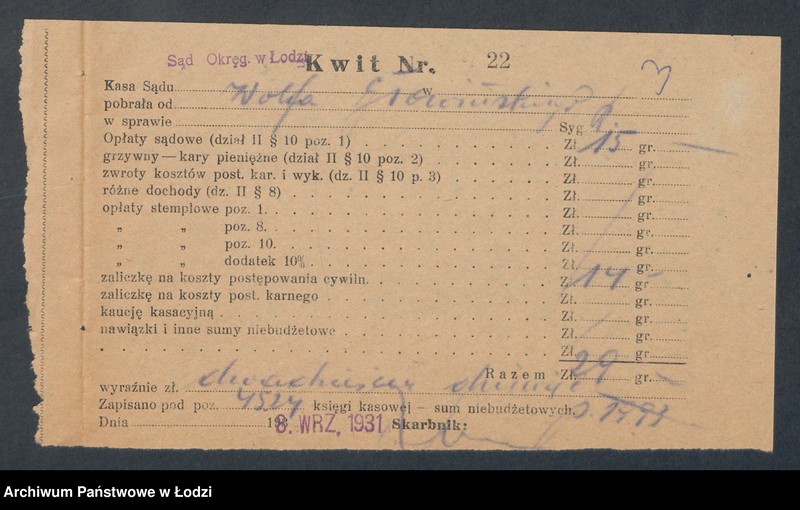 Sąd Okręg. w Łodzi Kwit Nr. 22 3
Kasa Sądu w
pobrała od Wolfa
w sprawie Syg.
Opłaty sądowe (dział II § 10 poz. 1) Zł. 15 gr. —
grzywny — kary pieniężne (dział II § 10 poz. 2) Zł. gr.
zwroty kosztów post. kar. i wyk. (dz. II § 10 p. 3) Zł. gr.
różne dochody (dz. II § 8) Zł. gr.
opłaty stemplowe poz. 1. Zł. gr.
„ „ poz. 8. Zł. gr.
„ „ poz. 10. Zł. gr.
„ „ dodatek 10% Zł. gr.
zaliczkę na koszty postępowania cywiln. Zł. 14 gr. —
zaliczkę na koszty post. karnego Zł. gr.
kaucję kasacyjną Zł. gr.
nawiązki i inne sumy niebudżetowe Zł. gr.
Zł. gr.
Razem Zł. 29 gr. —
wyraźnie zł. dwadzieścia dziewięć
Zapisano pod poz. 4524 księgi kasowej – sum niebudżetowych
Dnia 193 8. WRZ. 1931 Skarbnik:
Archiwum Państwowe w Łodzi